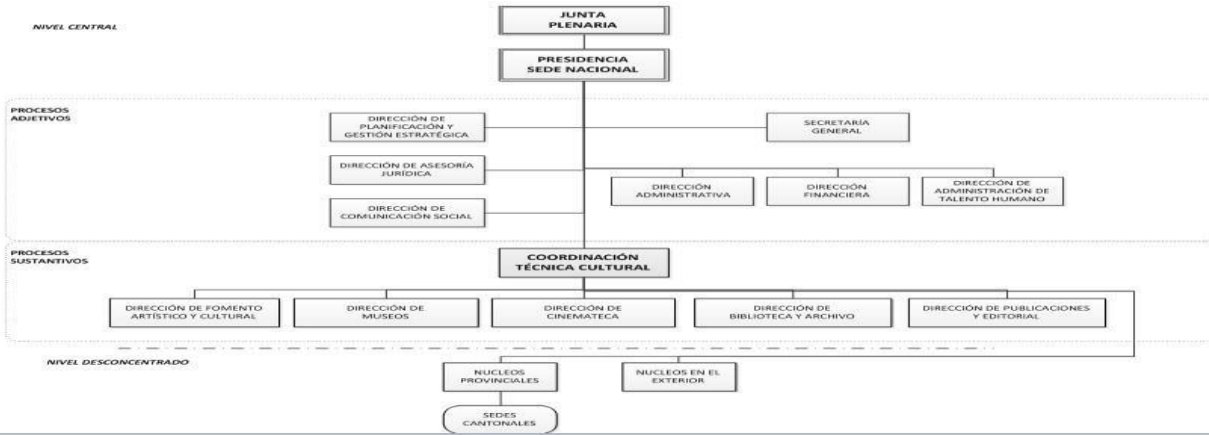 NIVEL CENTRAL
JUNTA
PLENARIA
PRESIDENCIA
SEDE NACIONAL
PROCESOS
ADJETIVOS
DIRECCIÓN DE
PLANIFICACIÓN Y
GESTIÓN ESTRATÉGICA
SECRETARÍA
GENERAL
DIRECCIÓN DE ASESORÍA
JURÍDICA
DIRECCIÓN
ADMINISTRATIVA
DIRECCIÓN
FINANCIERA
DIRECCIÓN DE
ADMINISTRACIÓN DE
TALENTO HUMANO
DIRECCIÓN DE
COMUNICACIÓN SOCIAL
PROCESOS
SUSTANTIVOS
COORDINACIÓN
TÉCNICA CULTURAL
DIRECCIÓN DE FOMENTO
ARTÍSTICO Y CULTURAL
DIRECCIÓN DE
MUSEOS
DIRECCIÓN DE
CINEMATECA
DIRECCIÓN DE
BIBLIOTECA Y ARCHIVO
DIRECCIÓN DE PUBLICACIONES
Y EDITORIAL
NIVEL DESCONCENTRADO
NUCLEOS
PROVINCIALES
NUCLEOS EN EL
EXTERIOR
SEDES
CANTONALES